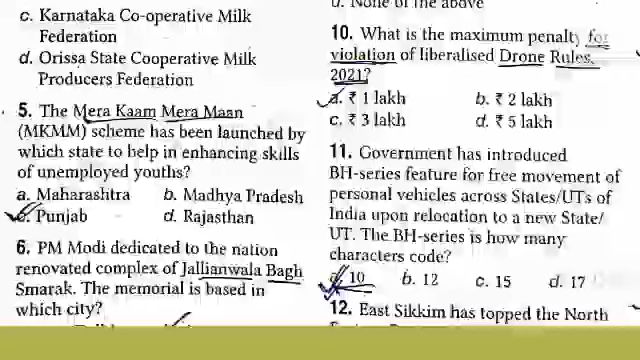 c. Karnataka Co-operative Milk
Federation
d. Orissa State Cooperative Milk
Producers Federation
5. The Mera Kaam Mera Maan
(MKMM) scheme has been launched by
which state to help in enhancing skills
of unemployed youths?
a. Maharashtra b. Madhya Pradesh
c. Punjab d. Rajasthan
6. PM Modi dedicated to the nation
renovated complex of Jallianwala Bagh
Smarak. The memorial is based in
which city?
d. None of the above
10. What is the maximum penalty for
violation of liberalised Drone Rules,
2021?
a. ₹ 1 lakh b. ₹ 2 lakh
c. ₹ 3 lakh d. ₹ 5 lakh
11. Government has introduced
BH-series feature for free movement of
personal vehicles across States/UTs of
India upon relocation to a new State/
UT. The BH-series is how many
characters code?
a. 10 b. 12 c. 15 d. 17
12. East Sikkim has topped the North